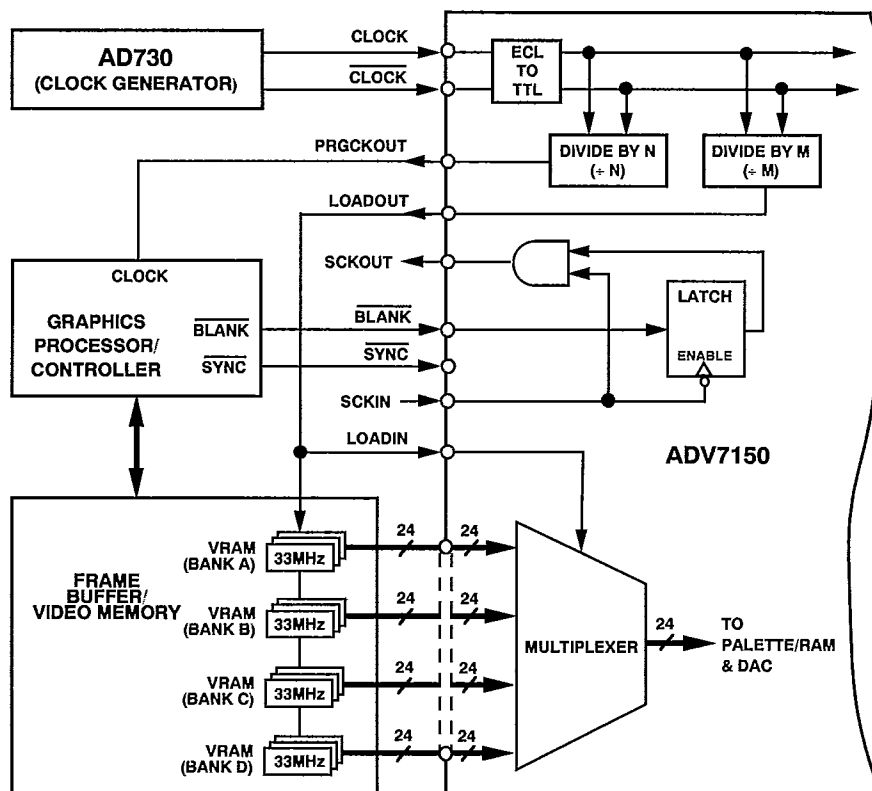 AD730
(CLOCK GENERATOR)
CLOCK
CLOCK
ECL
TO
TTL
PRGCKOUT
DIVIDE BY N
(÷ N)
DIVIDE BY M
(÷ M)
LOADOUT
SCKOUT
CLOCK
GRAPHICS
PROCESSOR/
CONTROLLER
BLANK
SYNC
BLANK
SYNC
LATCH
ENABLE
SCKIN
LOADIN
ADV7150
FRAME
BUFFER/
VIDEO MEMORY
VRAM
(BANK A)
33MHz
24
24
VRAM
(BANK B)
33MHz
24
24
VRAM
(BANK C)
33MHz
24
24
VRAM
(BANK D)
33MHz
24
24
MULTIPLEXER
24
TO
PALETTE/RAM
& DAC